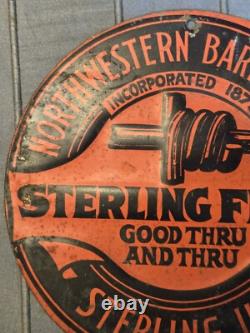 NORTHWESTERN BAR
INCORPORATED 187
STERLING F
GOOD THRU
AND THRU
STERLING